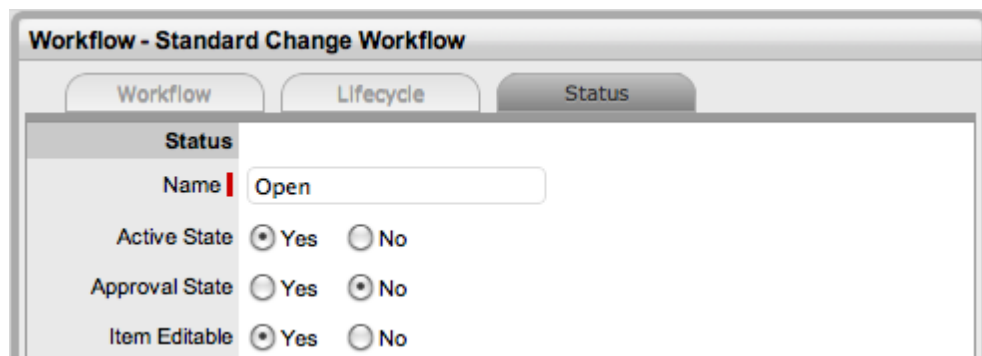 Workflow - Standard Change Workflow
Workflow Lifecycle Status
Status
Name Open
Active State Yes No
Approval State Yes No
Item Editable Yes No